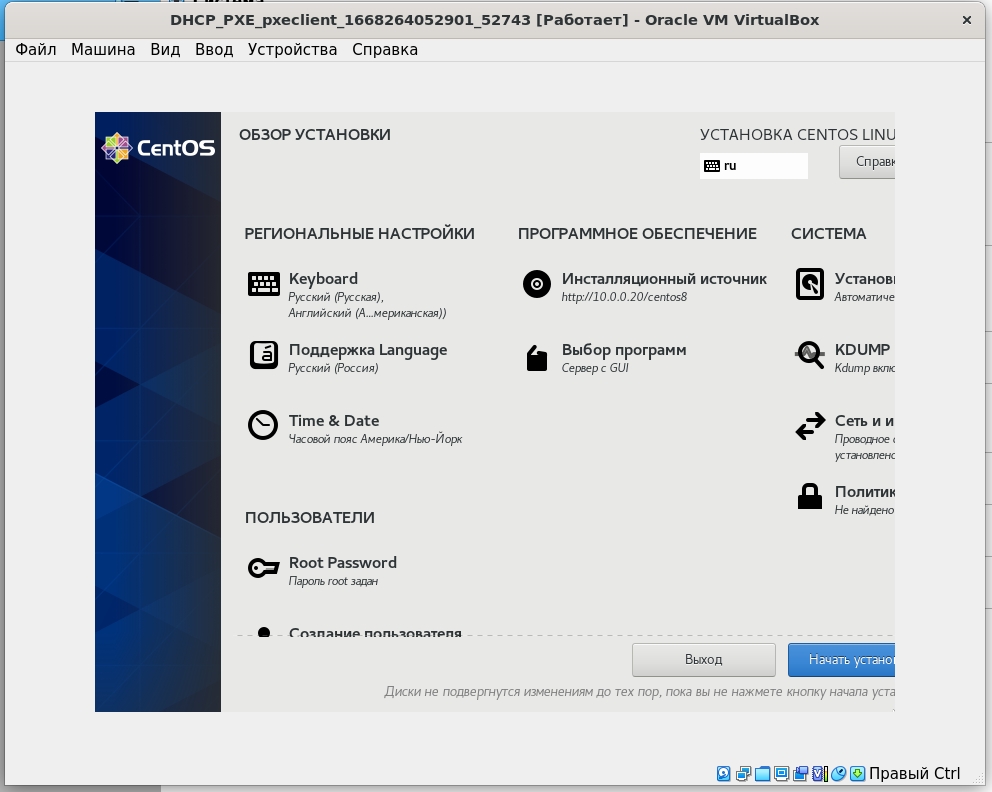 DHCP_PXE_pxeclient_1668264052901_52743 [Работает] - Oracle VM VirtualBox
Файл Машина Вид Ввод Устройства Справка
CentOS
ОБЗОР УСТАНОВКИ
УСТАНОВКА CENTOS LINU
ru
Справк
РЕГИОНАЛЬНЫЕ НАСТРОЙКИ
Keyboard
Русский (Русская),
Английский (А...мериканская))
Поддержка Language
Русский (Россия)
Time & Date
Часовой пояс Америка/Нью-Йорк
ПОЛЬЗОВАТЕЛИ
Root Password
Пароль root задан
Создание пользователя
ПРОГРАММНОЕ ОБЕСПЕЧЕНИЕ
Инсталляционный источник
http://10.0.0.20/centos8
Выбор программ
Сервер с GUI
СИСТЕМА
Установ
Автоматиче
KDUMP
Kdump вклю
Сеть и и
Проводное
установлено
Политик
Не найдено
Выход
Начать установ
Диски не подвергнутся изменениям до тех пор, пока вы не нажмете кнопку начала уста
Правый Ctrl